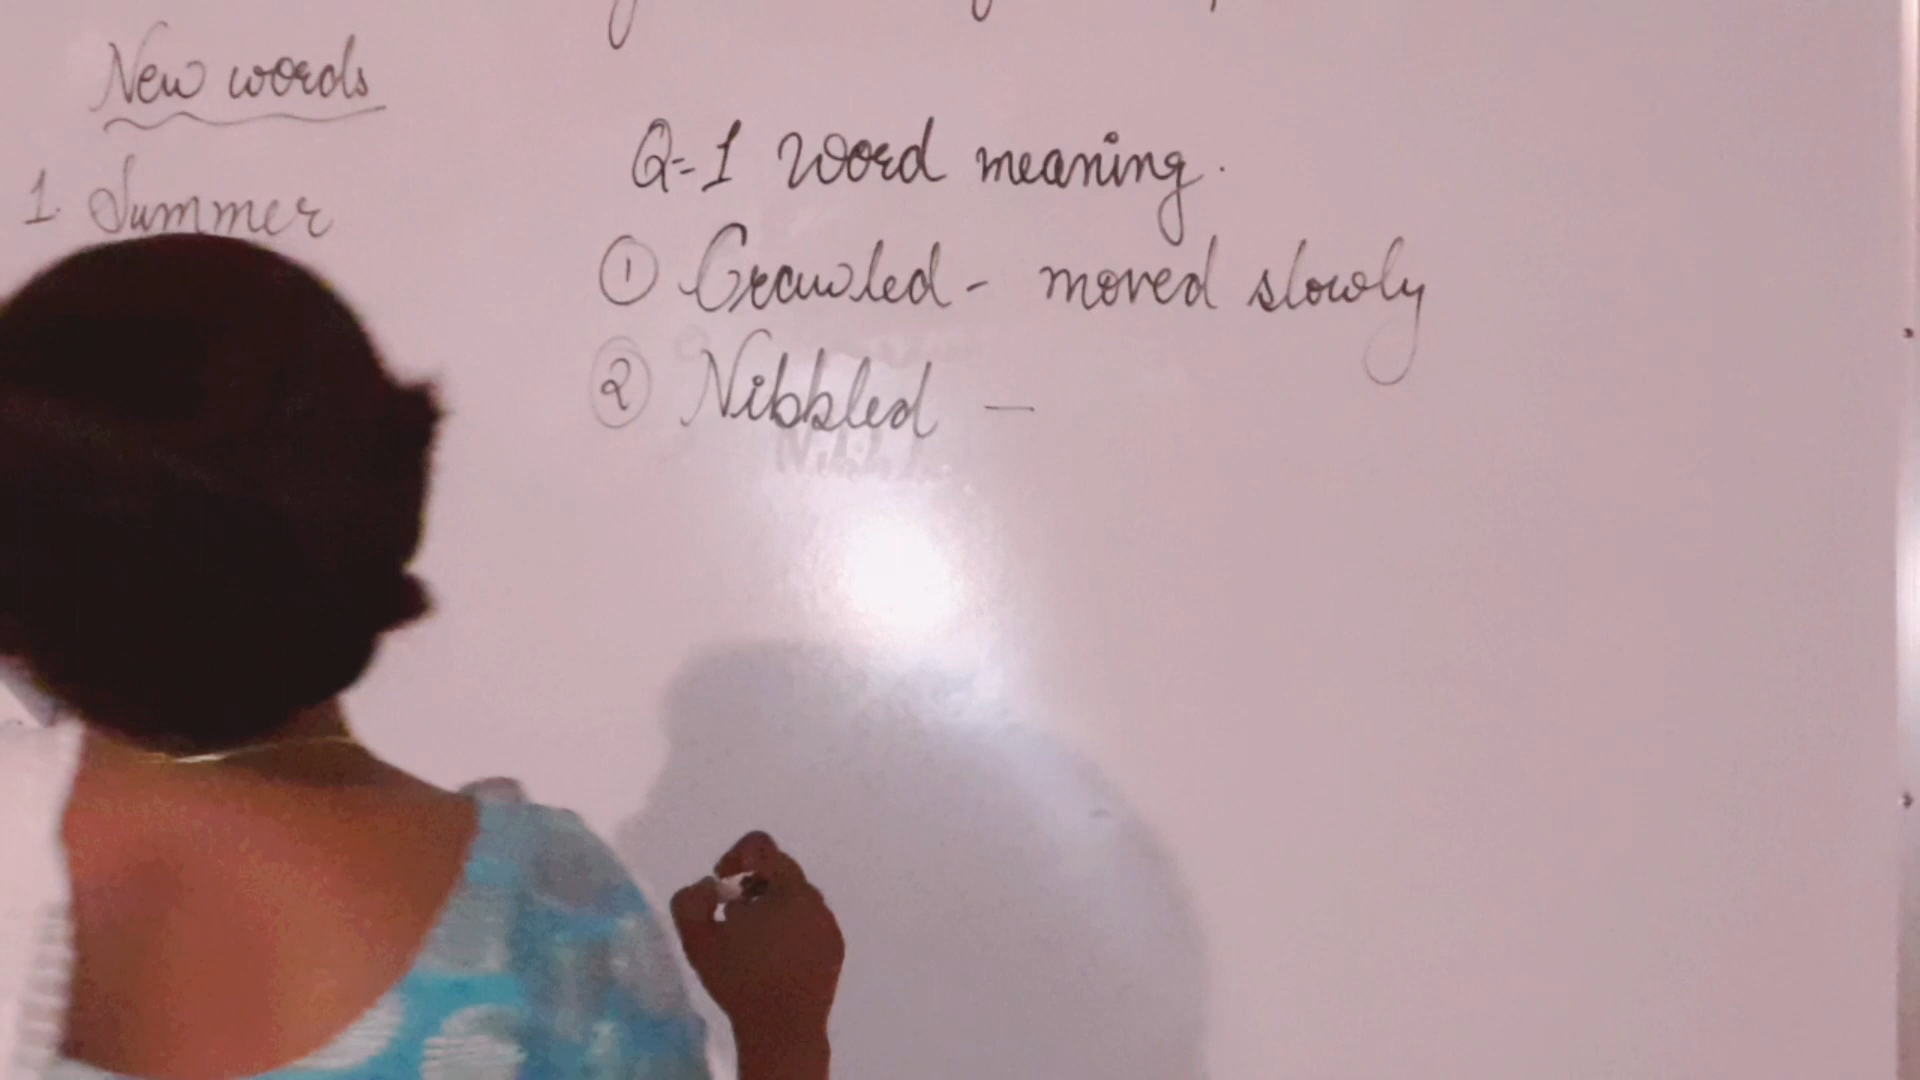 New words
1. Summer
Q-1 Word meaning.
① Crawled - moved slowly
② Nibbled -